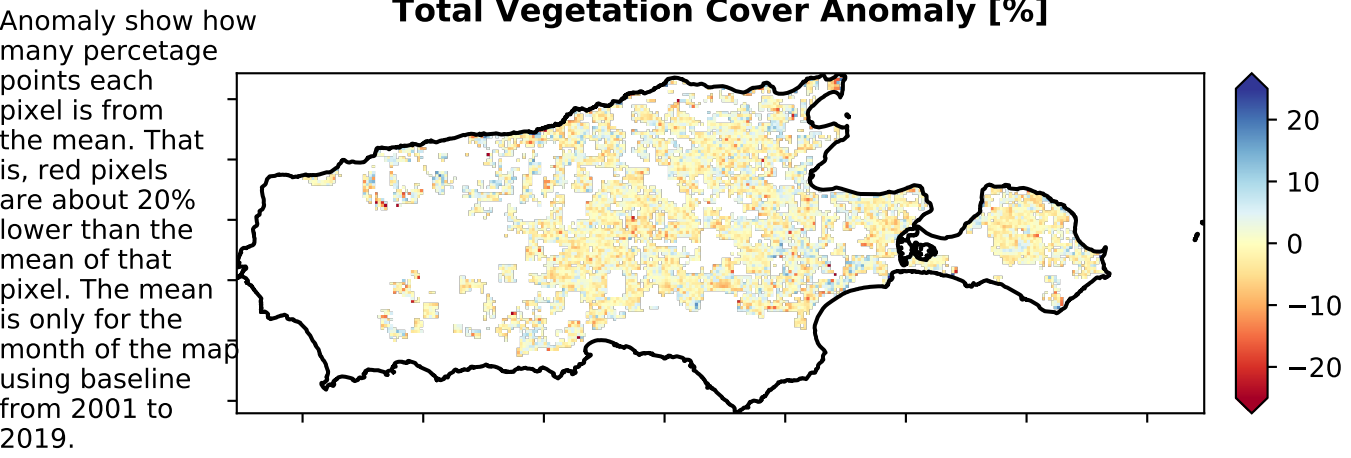 Total Vegetation Cover Anomaly [%]
Anomaly show how
many percetage
points each
pixel is from
the mean. That
is, red pixels
are about 20%
lower than the
mean of that
pixel. The mean
is only for the
month of the map
using baseline
from 2001 to
2019.
20
10
0
−10
−20